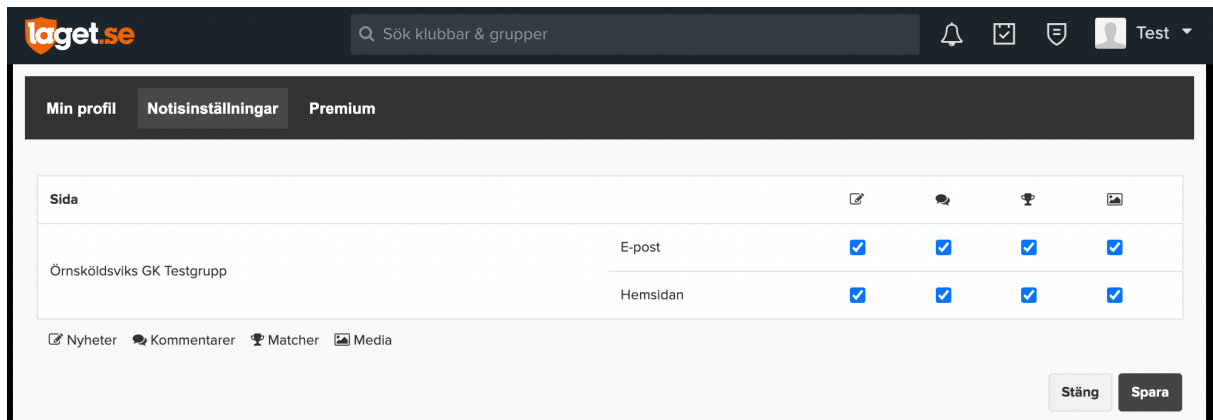 laget.se
Sök klubbar & grupper
Test
Min profil Notisinställningar Premium
Sida
Örnsköldsviks GK Testgrupp
E-post
Hemsidan
Nyheter Kommentarer Matcher Media
Stäng Spara